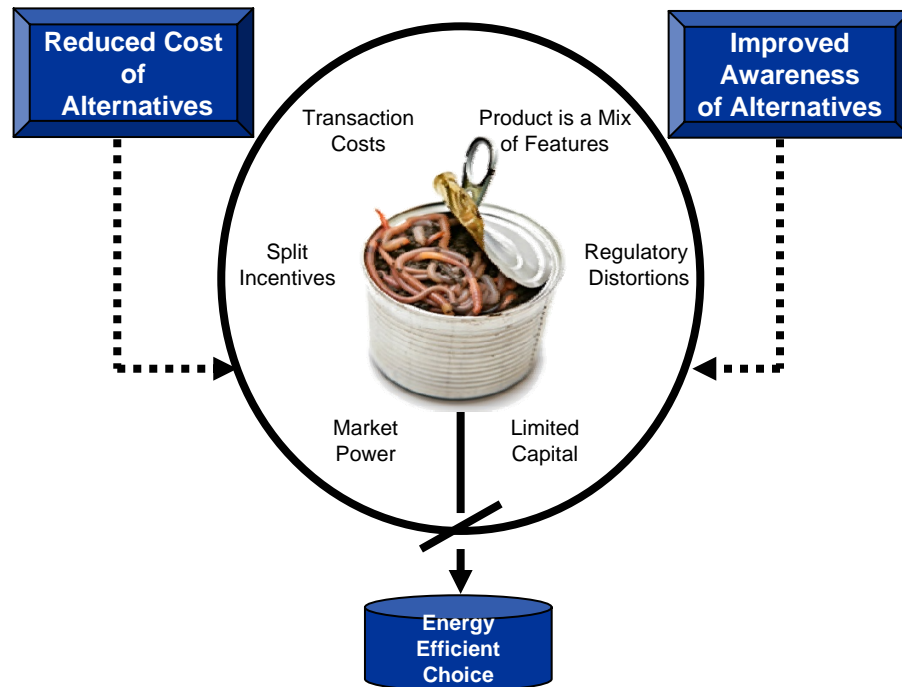 Reduced Cost
of
Alternatives
Improved
Awareness
of Alternatives
Transaction
Costs
Product is a Mix
of Features
Split
Incentives
Regulatory
Distortions
Market
Power
Limited
Capital
Energy
Efficient
Choice